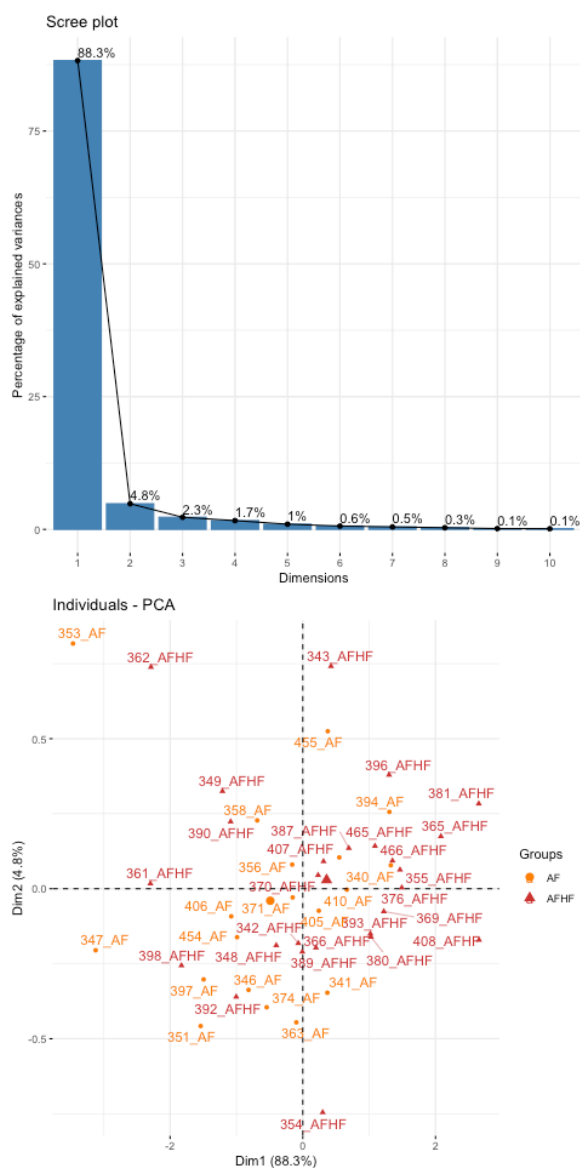 Scree plot
88.3%
75
50
25
0
4.8%
2.3%
1.7%
1%
0.6%
0.5%
0.3%
0.1%
0.1%
1 2 3 4 5 6 7 8 9 10
Percentage of explained variances
Dimensions
Individuals - PCA
353_AF
362_AFHF
343_AFHF
455_AF
396_AFHF
349_AFHF
381_AFHF
358_AF
394_AF
390_AFHF
387_AFHF
465_AFHF
365_AFHF
407_AFHF
466_AFHF
356_AF
340_AF
361_AFHF
370_AFHF
355_AFHF
406_AF
371_AF
410_AF
376_AFHF
405_AF
369_AFHF
347_AF
454_AF
342_AFHF
366_AFHF
393_AFHF
408_AFHF
398_AFHF
348_AFHF
389_AFHF
380_AFHF
397_AF
346_AF
374_AF
341_AF
392_AFHF
351_AF
363_AF
354_AFHF
0.5
0.0
-0.5
-2 0 2
Dim2 (4.8%)
Dim1 (88.3%)
Groups
AF
AFHF